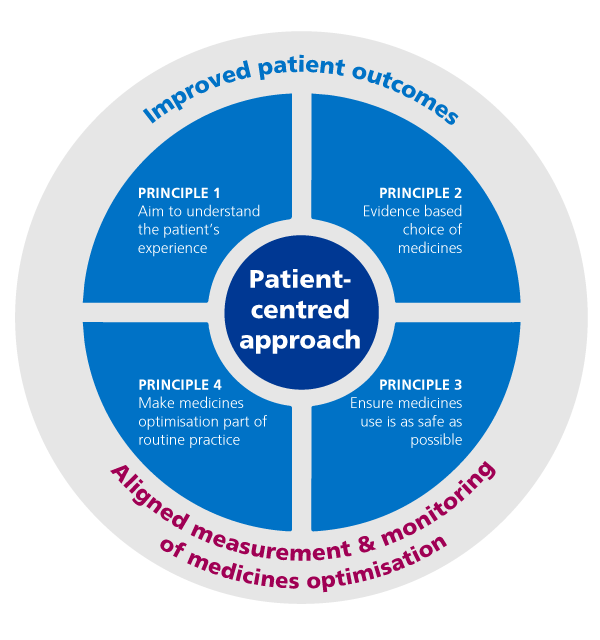 Improved patient outcomes
PRINCIPLE 1
Aim to understand
the patient's
experience
PRINCIPLE 2
Evidence based
choice of
medicines
Patient-
centred
approach
PRINCIPLE 4
Make medicines
optimisation part of
routine practice
PRINCIPLE 3
Ensure medicines
use is as safe as
possible
Aligned measurement & monitoring
of medicines optimisation